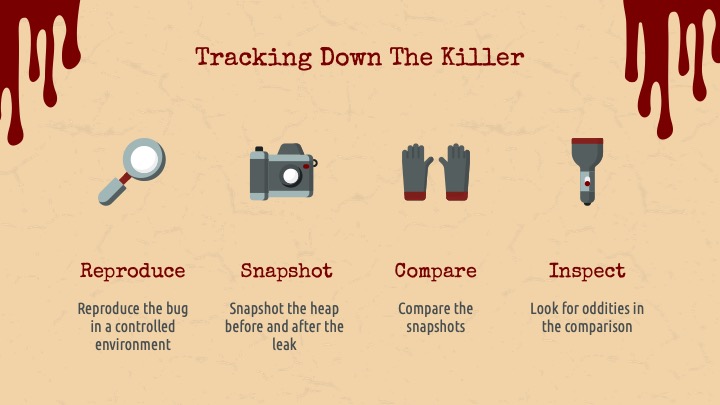 Tracking Down The Killer
Reproduce
Reproduce the bug
in a controlled
environment
Snapshot
Snapshot the heap
before and after the
leak
Compare
Compare the
snapshots
Inspect
Look for oddities in
the comparison